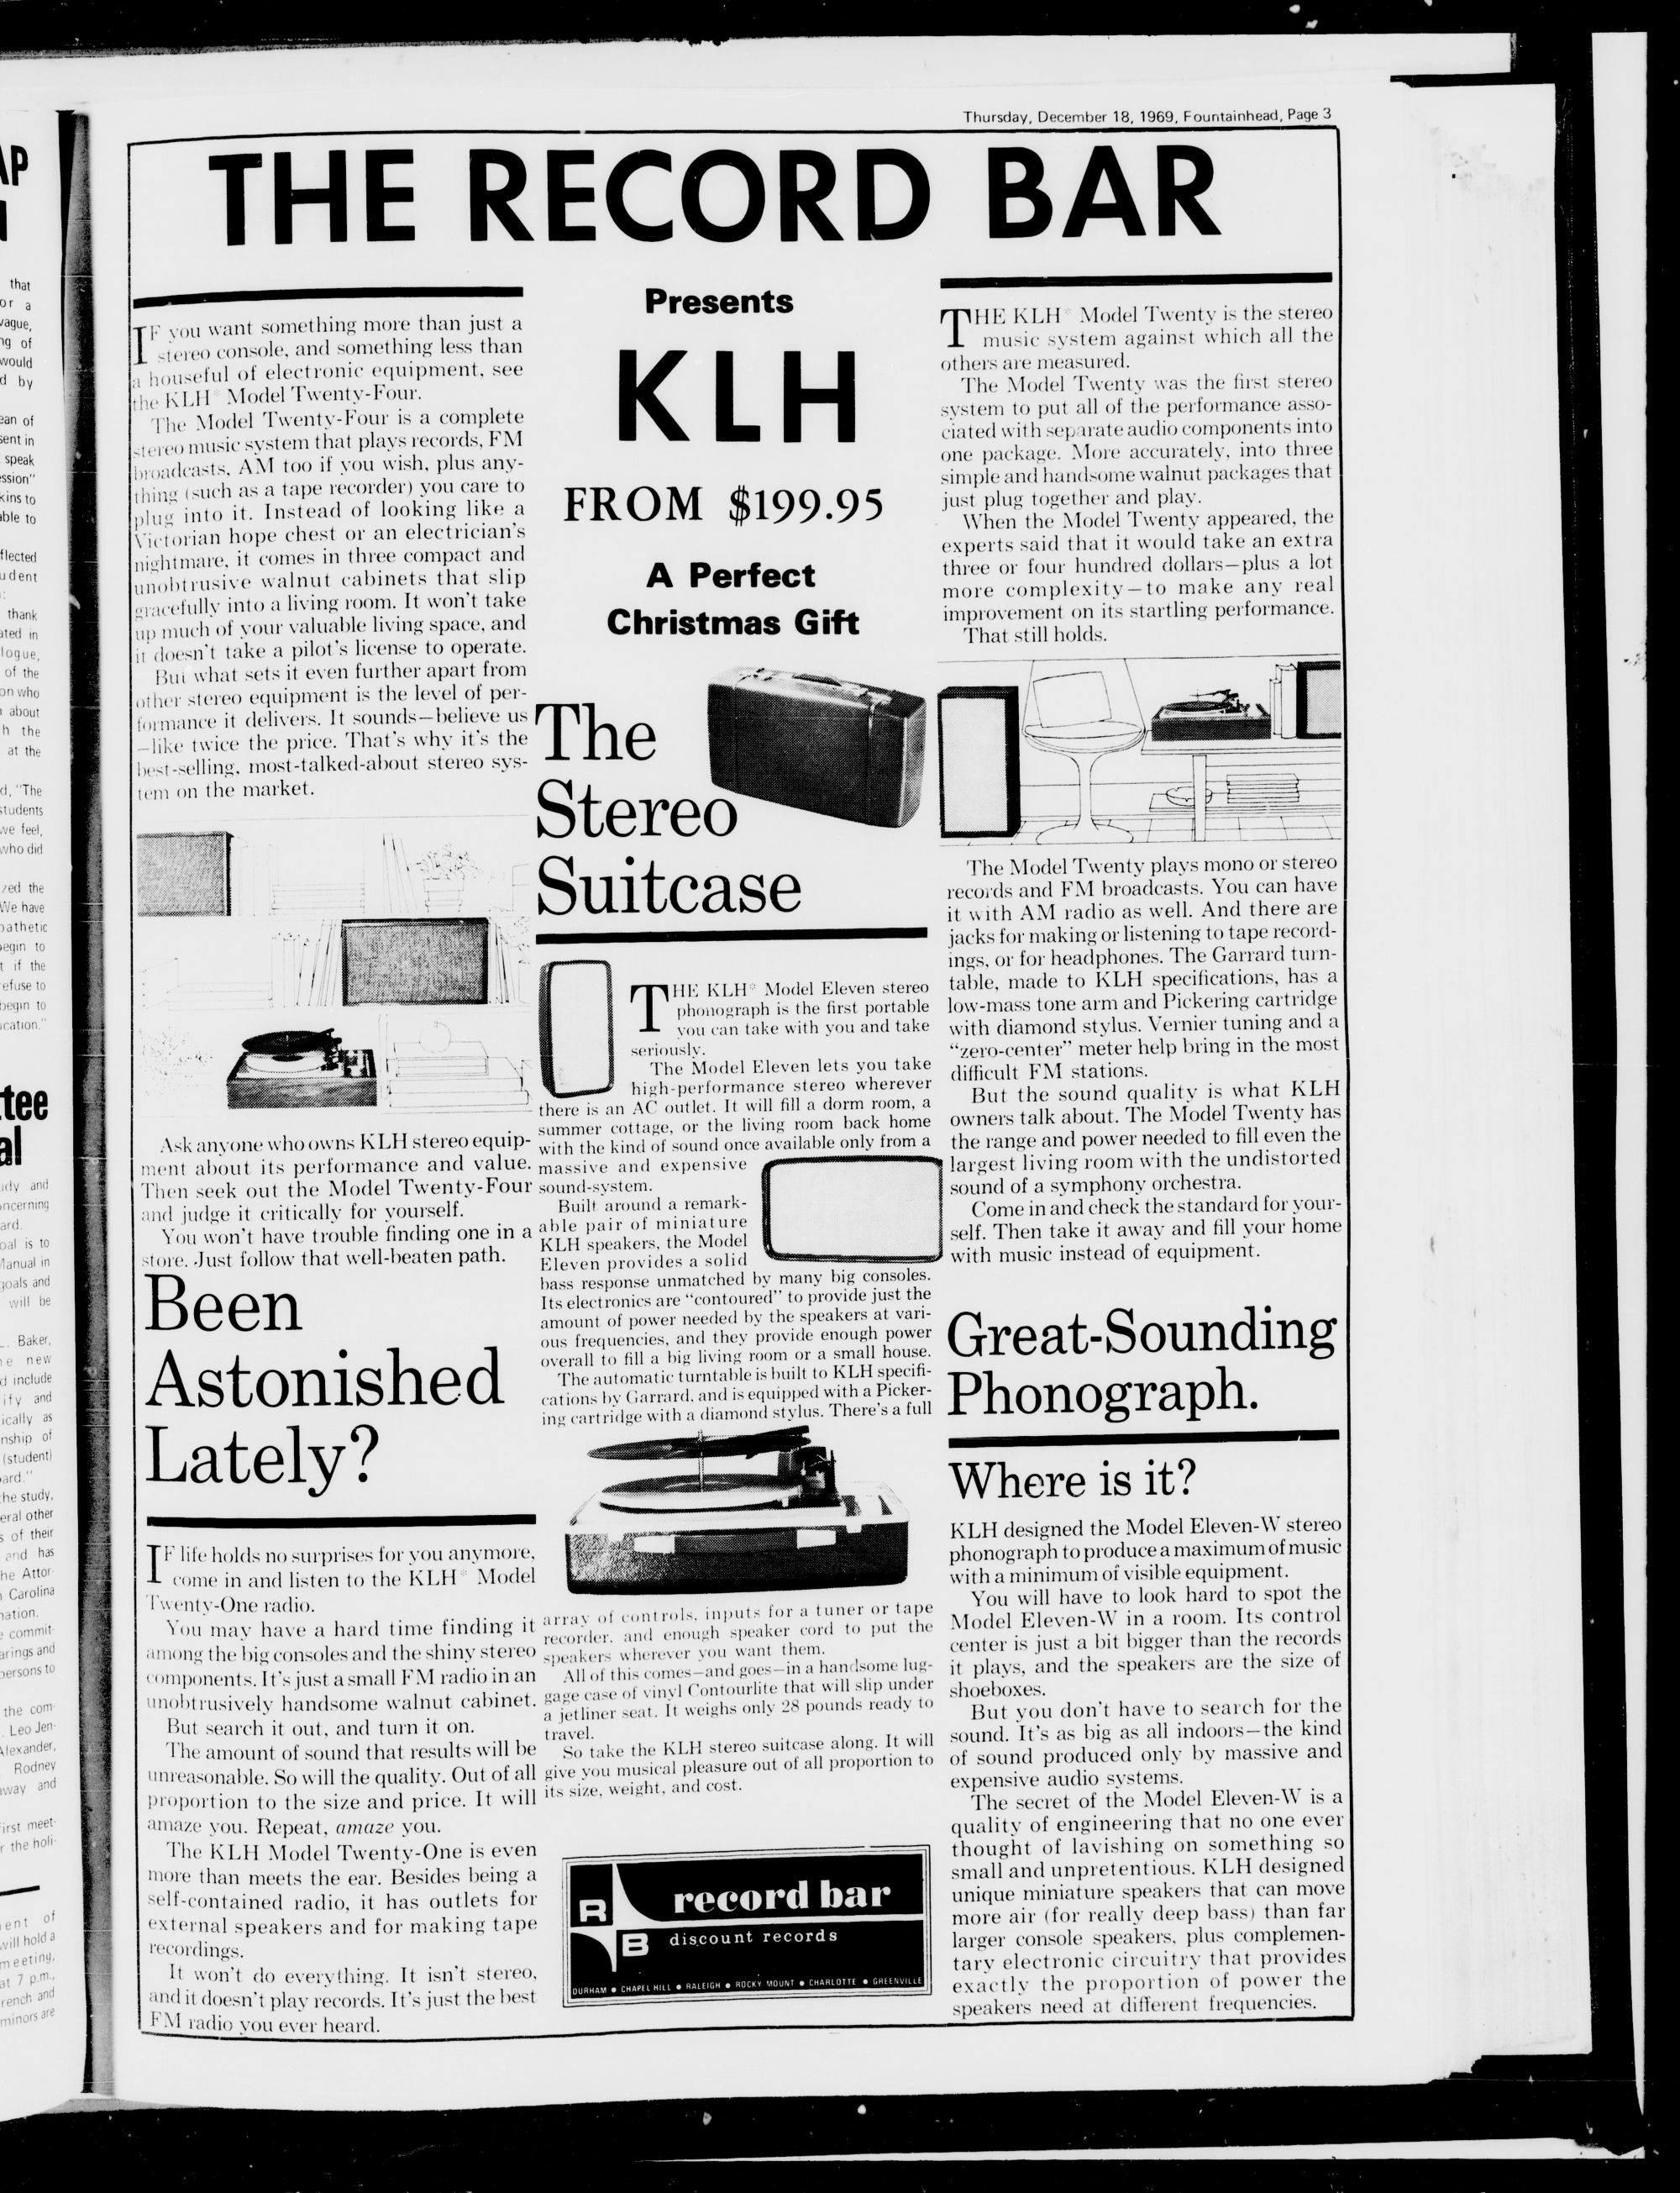 Thursday, December 18, 1969, Fountainhead, Page 3
THE RECORD BAR
IF you want something more than just a
stereo console, and something less than
a houseful of electronic equipment, see
the KLH* Model Twenty-Four.
The Model Twenty-Four is a complete
stereo music system that plays records, FM
broadcasts, AM too if you wish, plus any-
thing (such as a tape recorder) you care to
plug into it. Instead of looking like a
Victorian hope chest or an electrician's
nightmare, it comes in three compact and
unobtrusive walnut cabinets that slip
gracefully into a living room. It won't take
up much of your valuable living space, and
it doesn't take a pilot's license to operate.
But what sets it even further apart from
other stereo equipment is the level of per-
formance it delivers. It sounds—believe us
—like twice the price. That's why it's the
best-selling, most-talked-about stereo sys-
tem on the market.
Ask anyone who owns KLH stereo equip-
ment about its performance and value.
Then seek out the Model Twenty-Four
and judge it critically for yourself.
You won't have trouble finding one in a
store. Just follow that well-beaten path.
Been
Astonished
Lately?
IF life holds no surprises for you anymore,
come in and listen to the KLH* Model
Twenty-One radio.
You may have a hard time finding it
among the big consoles and the shiny stereo
components. It's just a small FM radio in an
unobtrusively handsome walnut cabinet.
But search it out, and turn it on.
The amount of sound that results will be
unreasonable. So will the quality. Out of all
proportion to the size and price. It will
amaze you. Repeat, amaze you.
The KLH Model Twenty-One is even
more than meets the ear. Besides being a
self-contained radio, it has outlets for
external speakers and for making tape
recordings.
It won't do everything. It isn't stereo,
and it doesn't play records. It's just the best
FM radio you ever heard.
Presents
KLH
FROM $199.95
A Perfect
Christmas Gift
The
Stereo
Suitcase
THE KLH* Model Eleven stereo
phonograph is the first portable
you can take with you and take
seriously.
The Model Eleven lets you take
high-performance stereo wherever
there is an AC outlet. It will fill a dorm room, a
summer cottage, or the living room back home
with the kind of sound once available only from a
massive and expensive
sound-system.
Built around a remark-
able pair of miniature
KLH speakers, the Model
Eleven provides a solid
bass response unmatched by many big consoles.
Its electronics are "contoured" to provide just the
amount of power needed by the speakers at vari-
ous frequencies, and they provide enough power
overall to fill a big living room or a small house.
The automatic turntable is built to KLH specifi-
cations by Garrard, and is equipped with a Picker-
ing cartridge with a diamond stylus. There's a full
array of controls, inputs for a tuner or tape
recorder, and enough speaker cord to put the
speakers wherever you want them.
All of this comes—and goes—in a handsome lug-
gage case of vinyl Contourlite that will slip under
a jetliner seat. It weighs only 28 pounds ready to
travel.
So take the KLH stereo suitcase along. It will
give you musical pleasure out of all proportion to
its size, weight, and cost.
R
B
record bar
discount records
DURHAM ● CHAPEL HILL ● RALEIGH ● ROCKY MOUNT ● CHARLOTTE ● GREENVILLE
THE KLH* Model Twenty is the stereo
music system against which all the
others are measured.
The Model Twenty was the first stereo
system to put all of the performance asso-
ciated with separate audio components into
one package. More accurately, into three
simple and handsome walnut packages that
just plug together and play.
When the Model Twenty appeared, the
experts said that it would take an extra
three or four hundred dollars—plus a lot
more complexity—to make any real
improvement on its startling performance.
That still holds.
The Model Twenty plays mono or stereo
records and FM broadcasts. You can have
it with AM radio as well. And there are
jacks for making or listening to tape record-
ings, or for headphones. The Garrard turn-
table, made to KLH specifications, has a
low-mass tone arm and Pickering cartridge
with diamond stylus. Vernier tuning and a
"zero-center" meter help bring in the most
difficult FM stations.
But the sound quality is what KLH
owners talk about. The Model Twenty has
the range and power needed to fill even the
largest living room with the undistorted
sound of a symphony orchestra.
Come in and check the standard for your-
self. Then take it away and fill your home
with music instead of equipment.
Great-Sounding
Phonograph.
Where is it?
KLH designed the Model Eleven-W stereo
phonograph to produce a maximum of music
with a minimum of visible equipment.
You will have to look hard to spot the
Model Eleven-W in a room. Its control
center is just a bit bigger than the records
it plays, and the speakers are the size of
shoeboxes.
But you don't have to search for the
sound. It's as big as all indoors—the kind
of sound produced only by massive and
expensive audio systems.
The secret of the Model Eleven-W is a
quality of engineering that no one ever
thought of lavishing on something so
small and unpretentious. KLH designed
unique miniature speakers that can move
more air (for really deep bass) than far
larger console speakers, plus complemen-
tary electronic circuitry that provides
exactly the proportion of power the
speakers need at different frequencies.